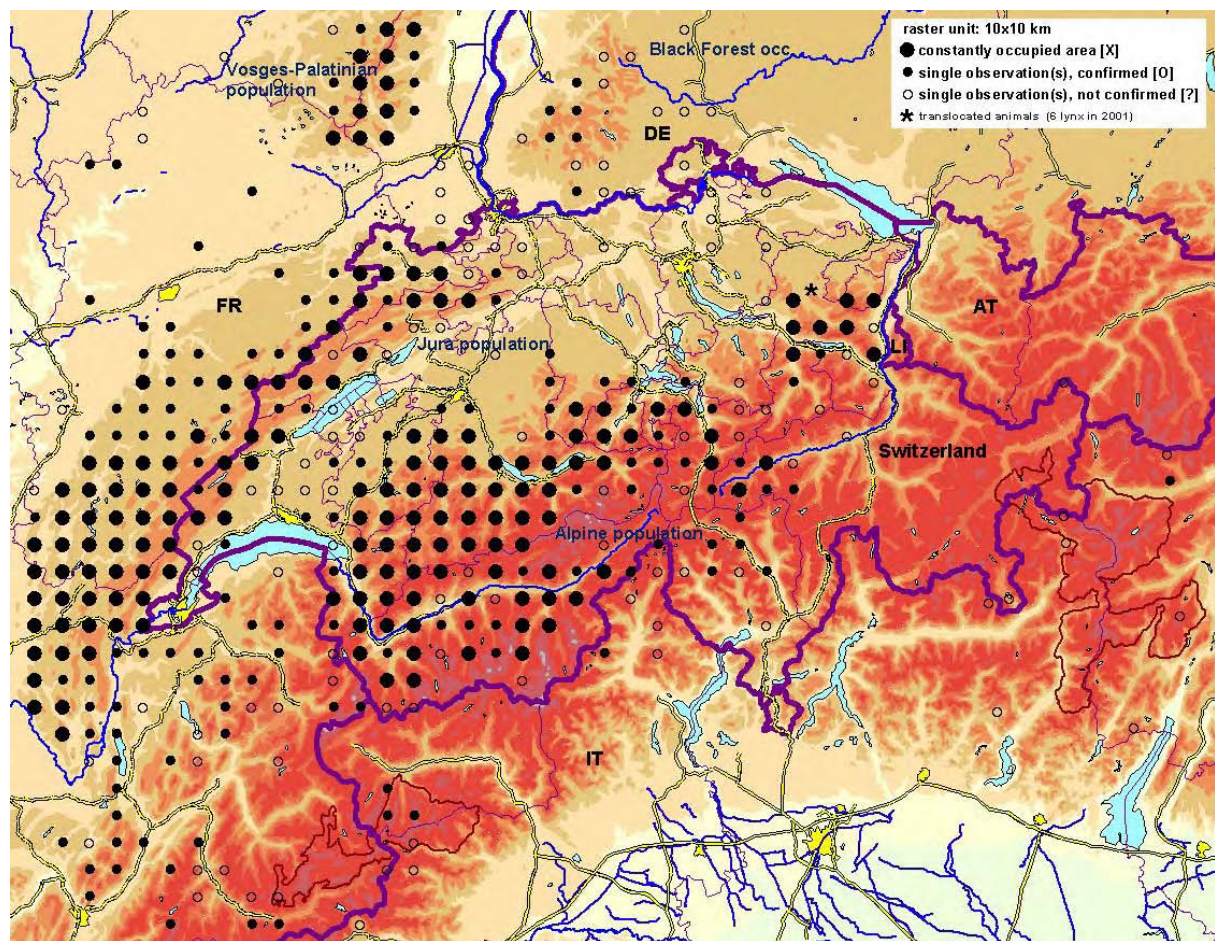 raster unit: 10x10 km
constantly occupied area [X]
single observation(s), confirmed [O]
single observation(s), not confirmed [?]
* translocated animals (6 lynx in 2001)
Black Forest occ
Vosges-Palatinian
population
DE
FR
AT
Jura population
LI
Switzerland
Alpine population
IT